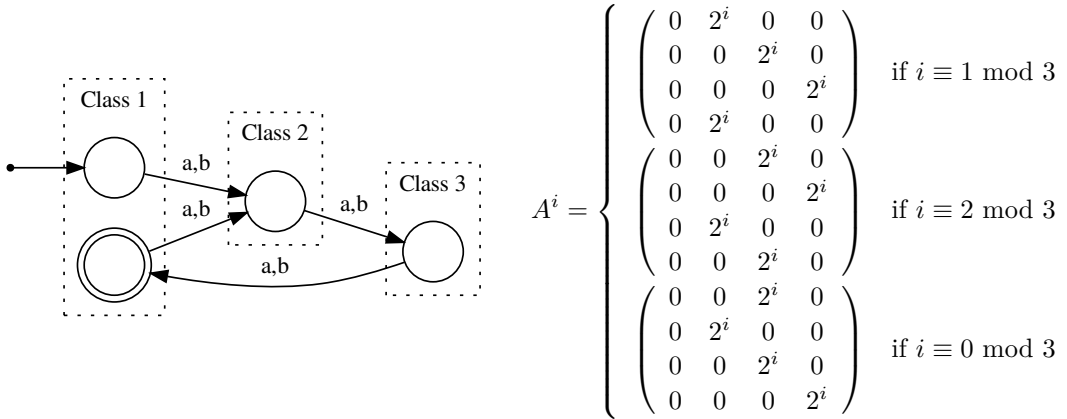 Class 1
Class 2
Class 3
a,b
a,b
a,b
a,b
A^i =
0 2^i 0 0
0 0 2^i 0
0 0 0 2^i
0 2^i 0 0
if i ≡ 1 mod 3
0 0 2^i 0
0 0 0 2^i
0 2^i 0 0
0 0 2^i 0
if i ≡ 2 mod 3
0 0 2^i 0
0 2^i 0 0
0 0 2^i 0
0 0 0 2^i
if i ≡ 0 mod 3